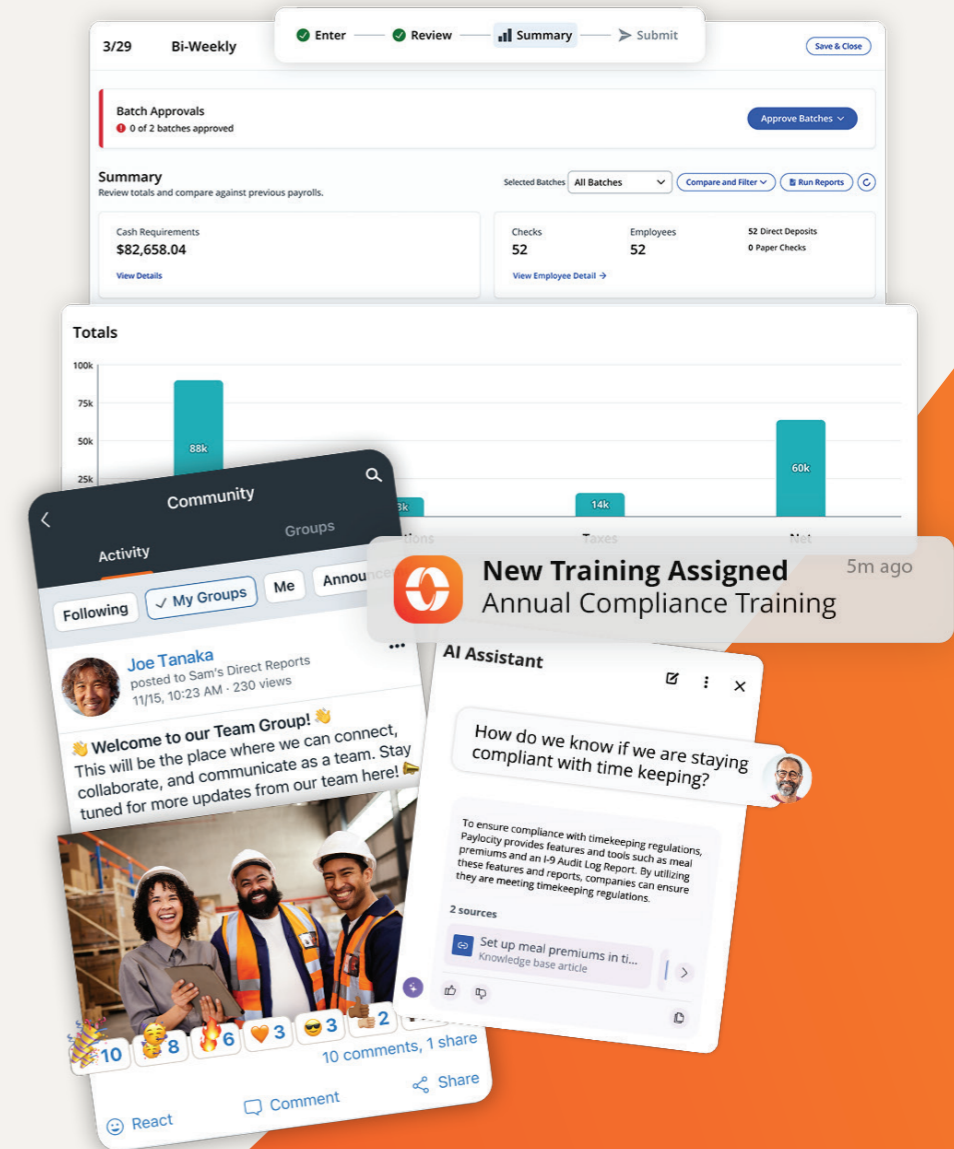 Enter
Review
Summary
Submit
3/29
Bi-Weekly
Save & Close
Batch Approvals
0 of 2 batches approved
Approve Batches
Summary
Review totals and compare against previous payrolls.
Selected Batches
All Batches
Compare and Filter
Run Reports
Cash Requirements
$82,658.04
View Details
Checks
52
Employees
52
52 Direct Deposits
0 Paper Checks
View Employee Detail →
Totals
100k
75k
50k
25k
88k
14k
60k
Taxes
Net
Community
Activity
Groups
Following
My Groups
Me
Joe Tanaka
posted to Sam's Direct Reports
11/15, 10:23 AM - 230 views
👋 Welcome to our Team Group! 👋
This will be the place where we can connect,
collaborate, and communicate as a team. Stay
tuned for more updates from our team here!
10
8
6
3
3
2
10 comments, 1 share
React
Comment
Share
New Training Assigned
5m ago
Annual Compliance Training
AI Assistant
How do we know if we are staying
compliant with time keeping?
To ensure compliance with timekeeping regulations,
Paylocity provides features and tools such as meal
premiums and an I-9 Audit Log Report. By utilizing
these features and reports, companies can ensure
they are meeting timekeeping regulations.
2 sources
Set up meal premiums in ti...
Knowledge base article